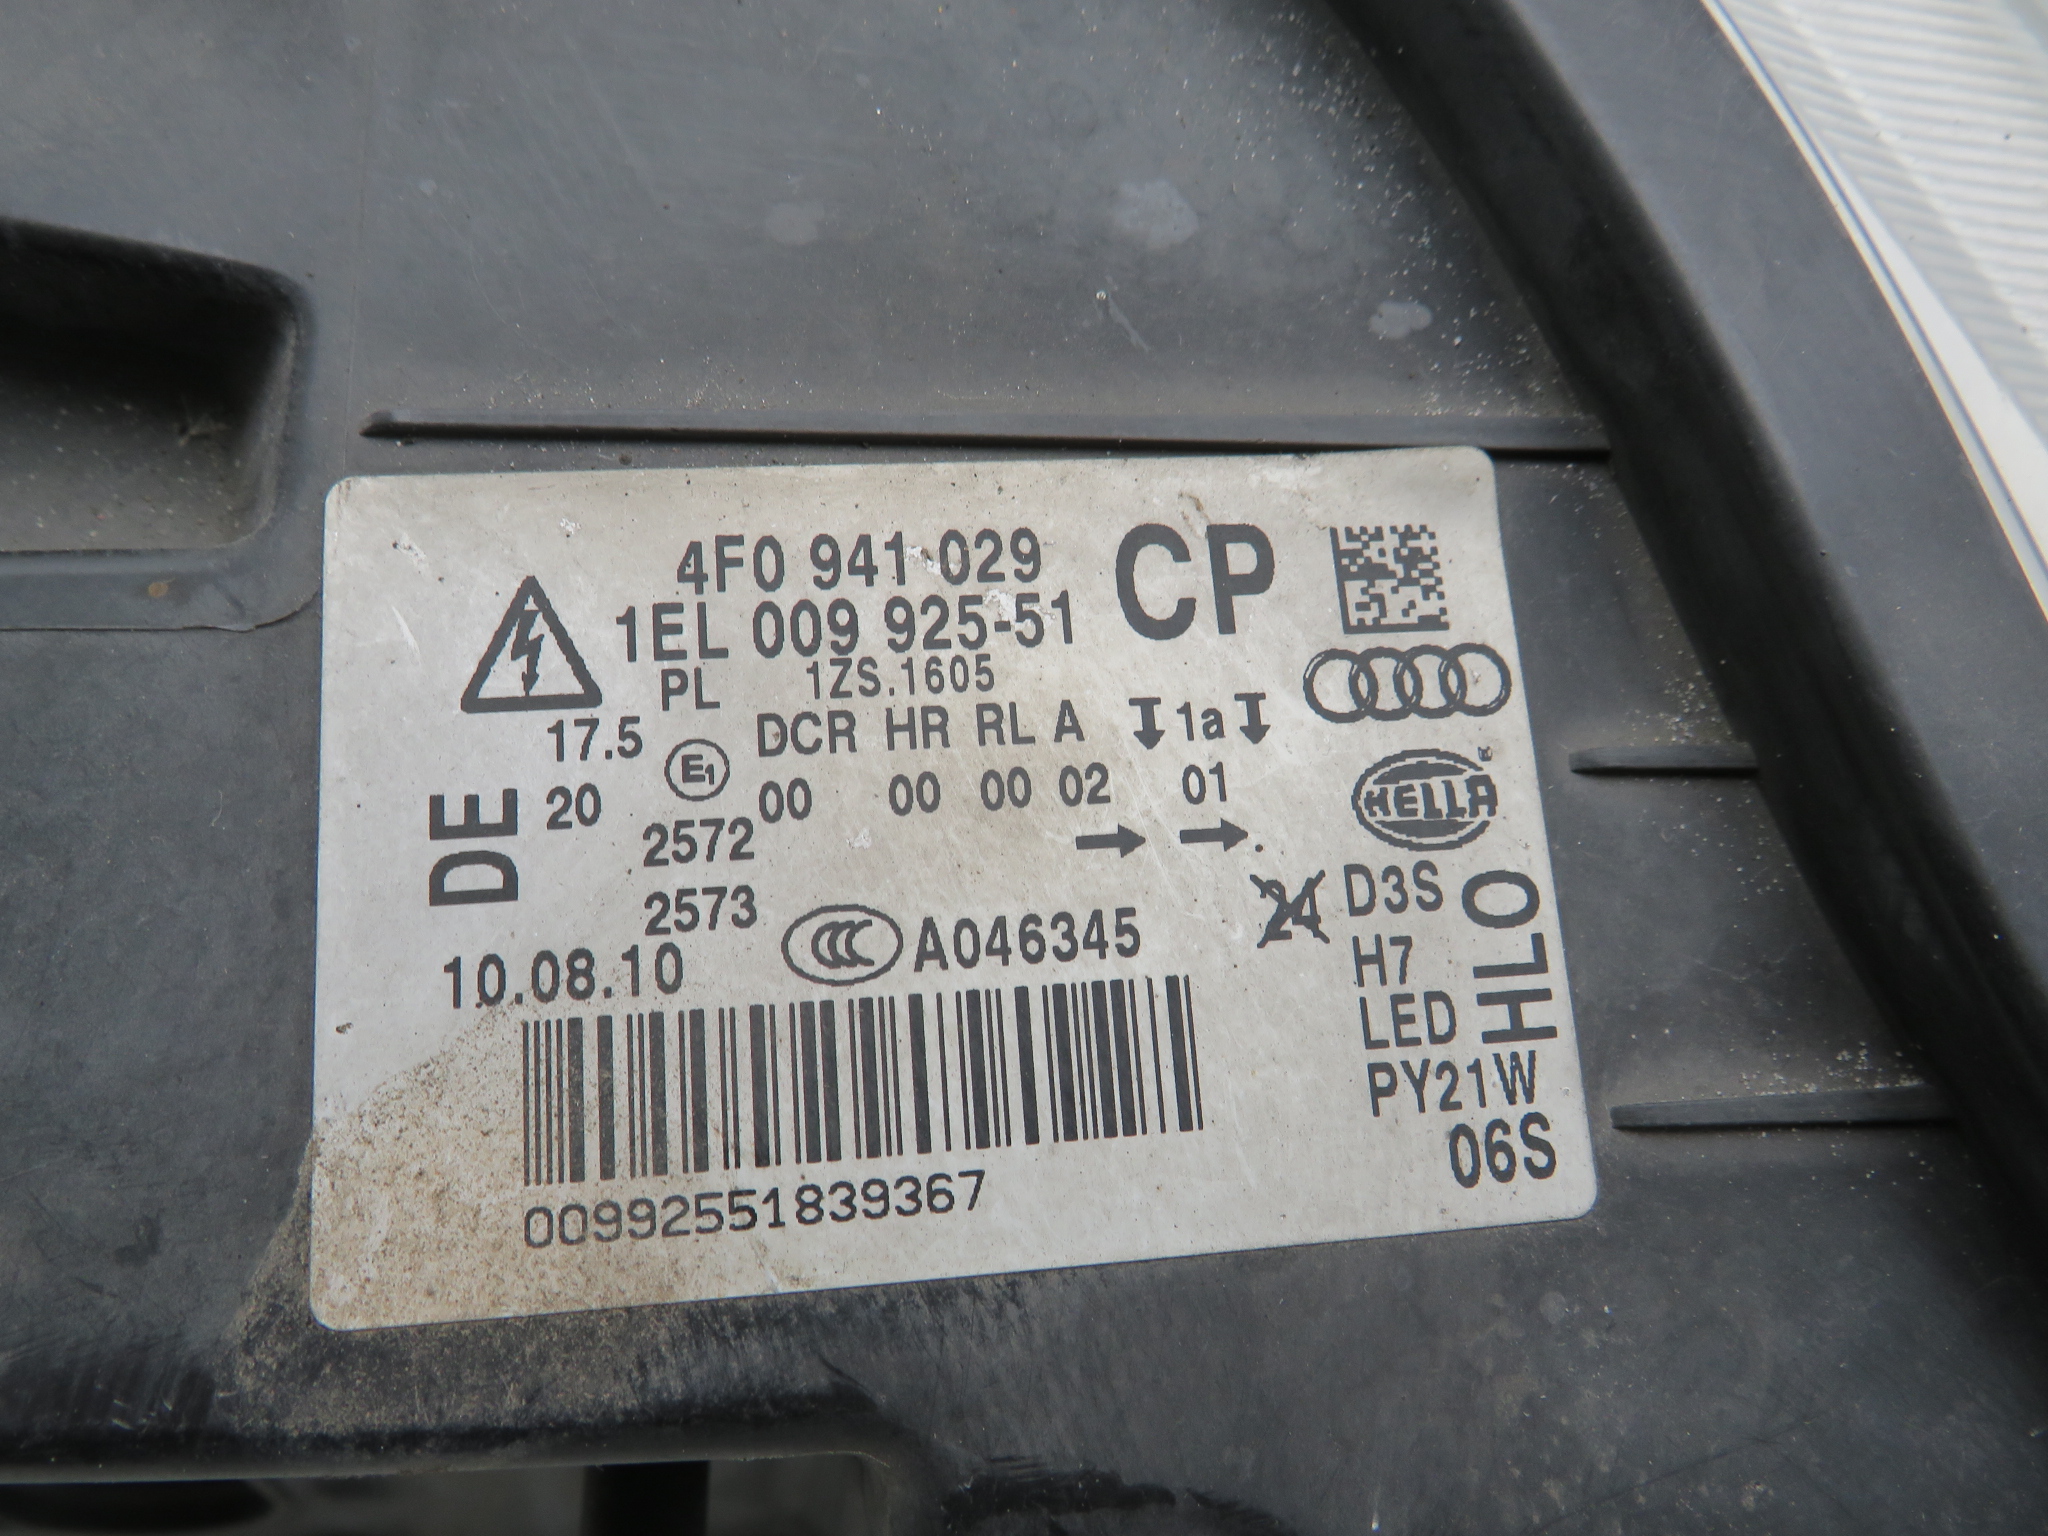 4F0 941 029 CP
1EL 009 925-51
PL 1ZS.1605
17.5 DCR HR RL A 1a
E1
20 00 00 00 02 01
HELLA
DE
2572
2573
24 D3S
10.08.10 CCC A046345
H7
LED
HLO
PY21W
06S
00992551839367